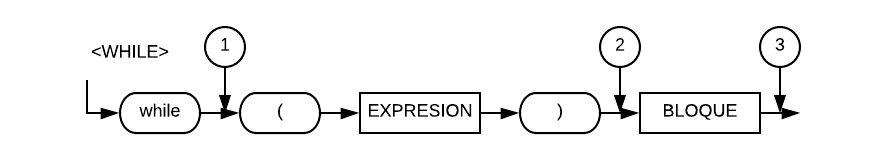 <WHILE>
1
2
3
while
(
EXPRESION
)
BLOQUE